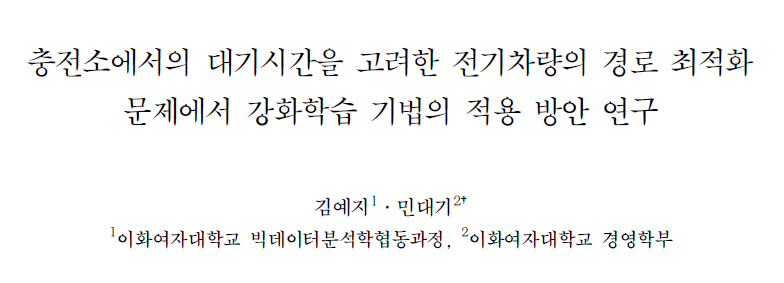 충전소에서의 대기시간을 고려한 전기차량의 경로 최적화
문제에서 강화학습 기법의 적용 방안 연구
김예지1 · 민대기2†
1이화여자대학교 빅데이터분석학협동과정, 2이화여자대학교 경영학부